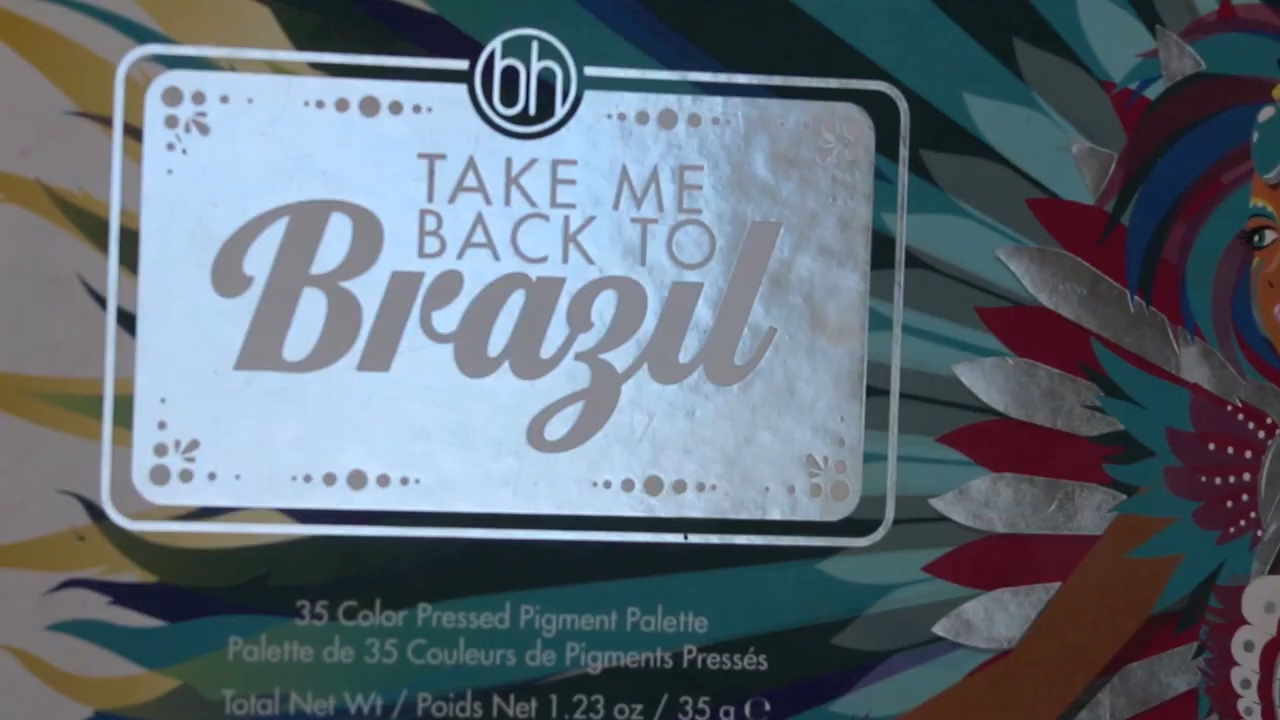 bh
TAKE ME
BACK TO
Brazil
35 Color Pressed Pigment Palette
Palette de 35 Couleurs de Pigments Pressés
Total Net Wt / Poids Net 1.23 oz / 35 g ℮